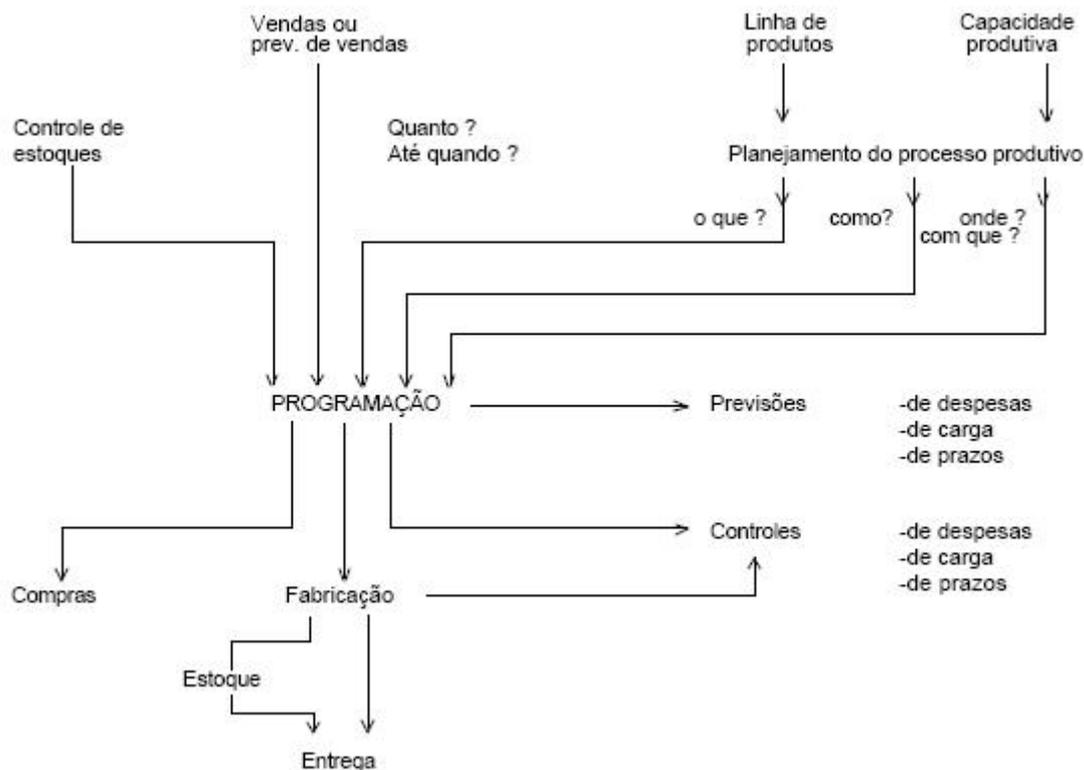 Vendas ou
prev. de vendas
Linha de
produtos
Capacidade
produtiva
Controle de
estoques
Quanto ?
Até quando ?
Planejamento do processo produtivo
o que ?
como?
onde ?
com que ?
PROGRAMAÇÃO
Previsões
-de despesas
-de carga
-de prazos
Controles
-de despesas
-de carga
-de prazos
Compras
Fabricação
Estoque
Entrega